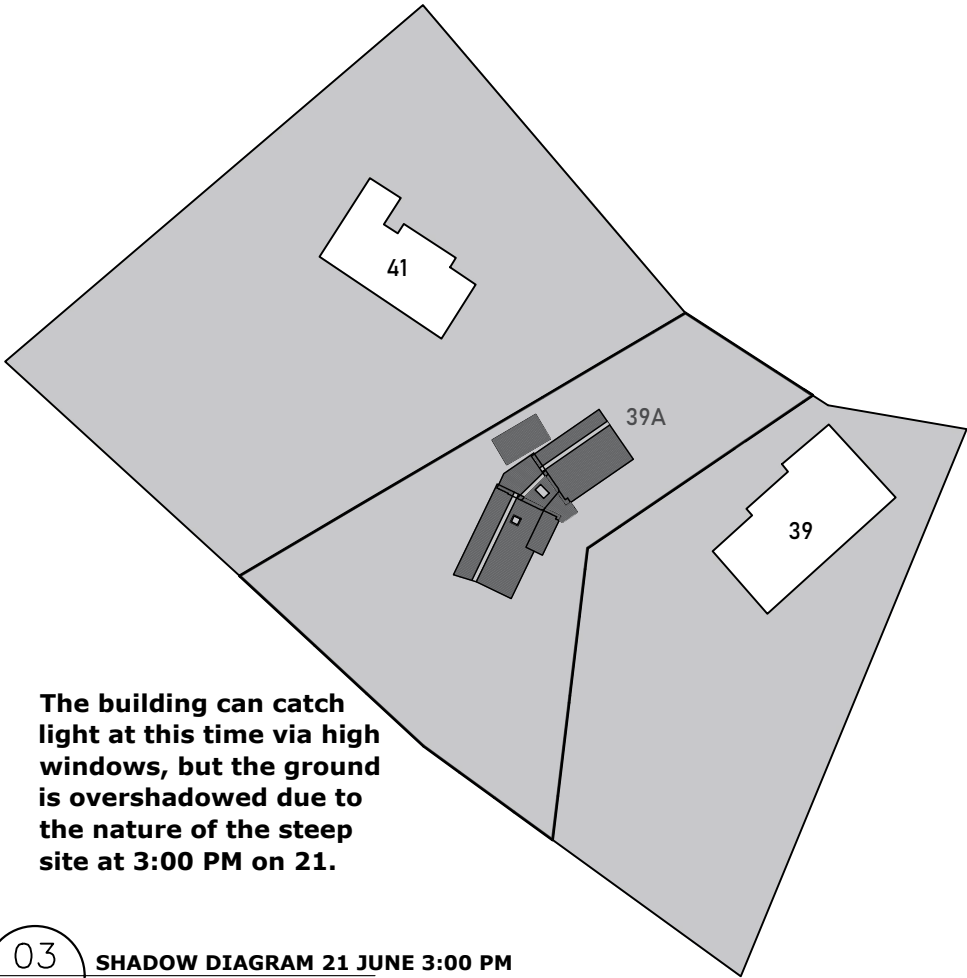 41
39A
39
The building can catch
light at this time via high
windows, but the ground
is overshadowed due to
the nature of the steep
site at 3:00 PM on 21.
03 SHADOW DIAGRAM 21 JUNE 3:00 PM